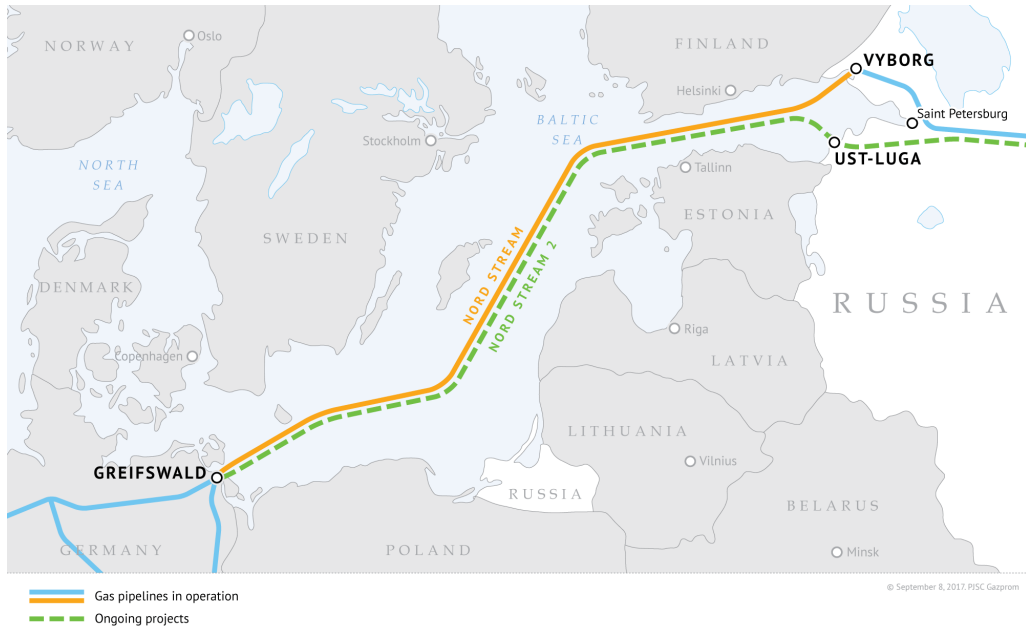 NORWAY
Oslo
FINLAND
VYBORG
Helsinki
Saint Petersburg
BALTIC
SEA
Stockholm
UST-LUGA
NORTH
SEA
Tallinn
ESTONIA
SWEDEN
NORD STREAM
NORD STREAM 2
DENMARK
RUSSIA
Riga
Copenhagen
LATVIA
LITHUANIA
Vilnius
GREIFSWALD
RUSSIA
BELARUS
GERMANY
POLAND
Minsk
© September 8, 2017. PJSC Gazprom
Gas pipelines in operation
Ongoing projects